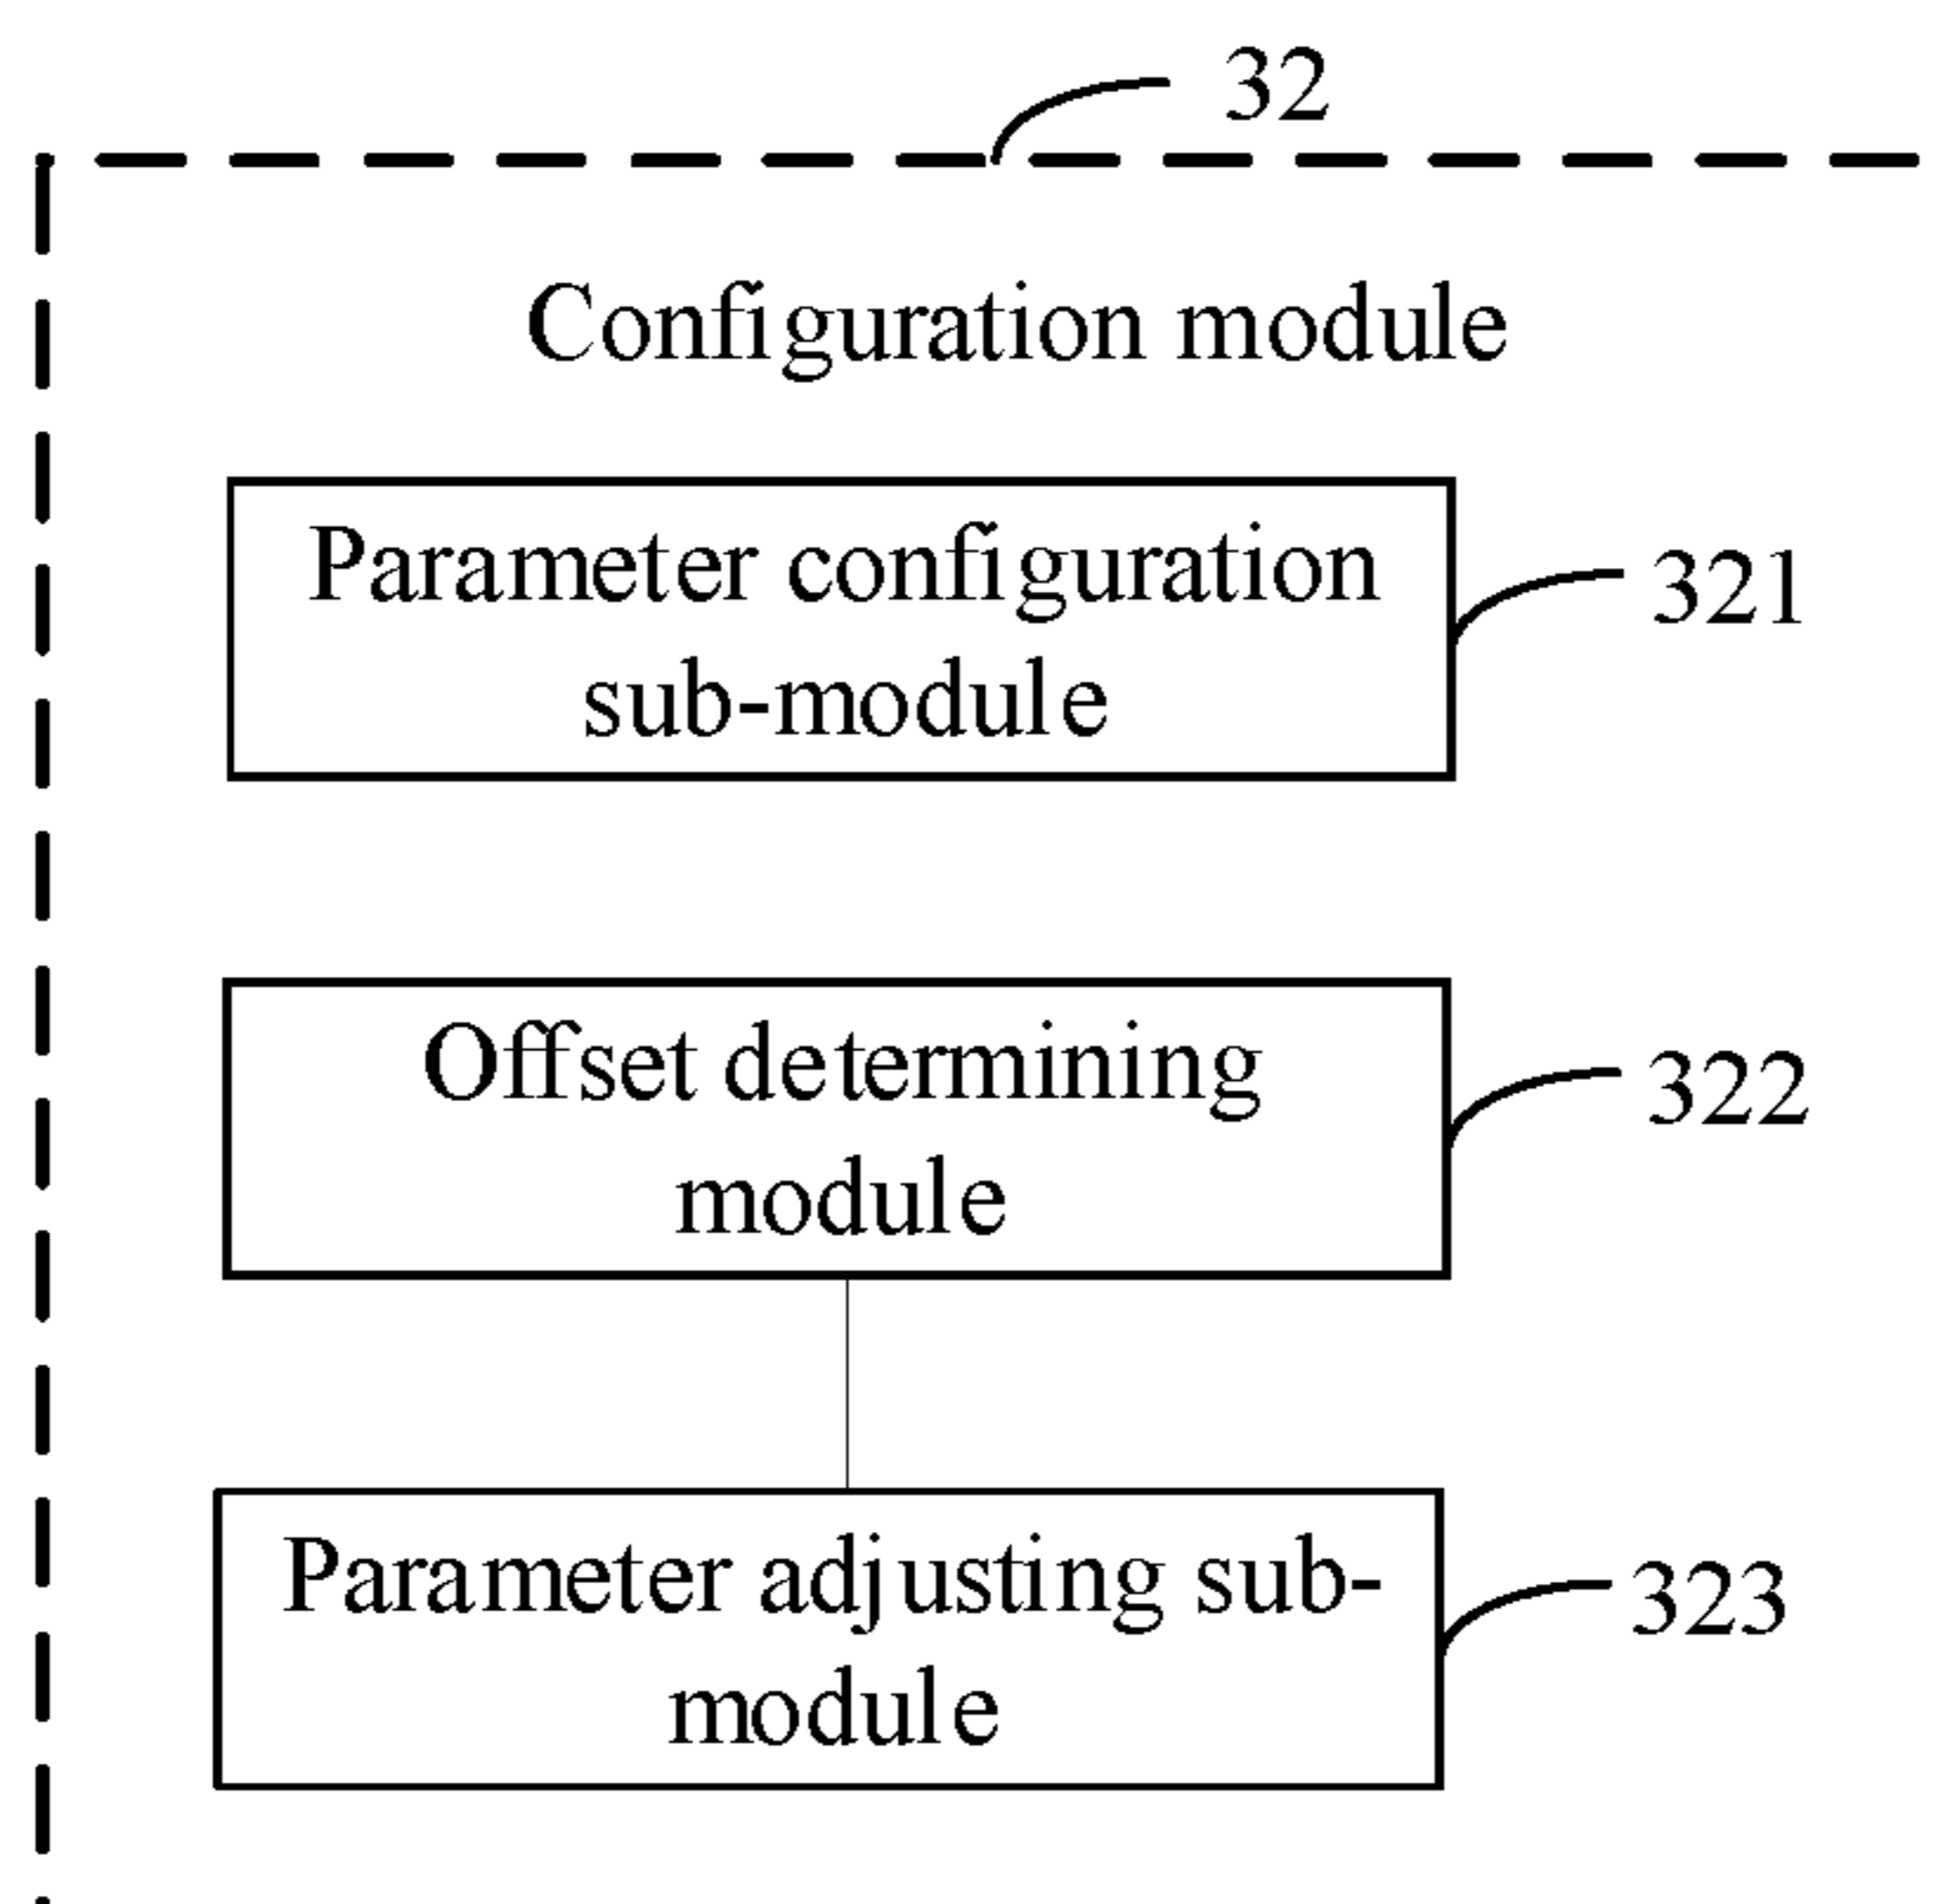 32
Configuration module
Parameter configuration
sub-module
321
Offset determining
module
322
Parameter adjusting sub-
module
323